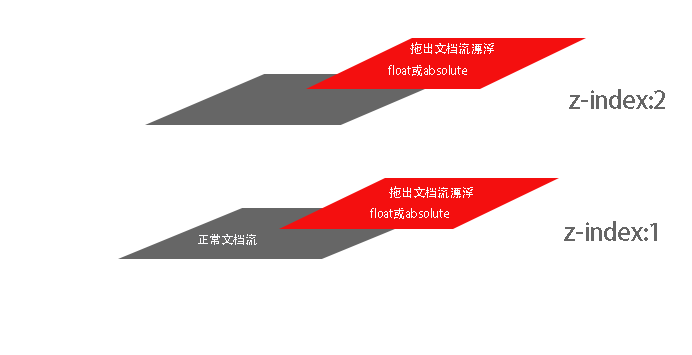 拖出文档流漂浮
float或absolute
z-index:2
拖出文档流漂浮
float或absolute
正常文档流
z-index:1